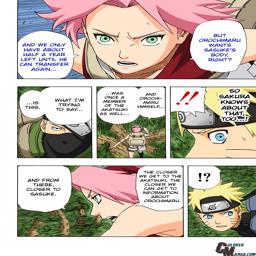 BUT
OROCHIMARU
WANTS
SASUKE'S
BODY,
RIGHT?
AND WE ONLY
HAVE ABOUT
HALF A YEAR
LEFT UNTIL HE
CAN TRANSFER
AGAIN...
SO
SAKURA
KNOWS
ABOUT
THAT,
TOO...
!!
AND
OROCHI-
MARU
HIMSELF...
...WAS
ONCE A
MEMBER
OF THE
AKATSUKI
AS WELL...
WHAT I'M
TRYING
TO SAY...
...IS
THIS.
!?
THE CLOSER
WE GET TO
AKATSUKI, THE
CLOSER WE
CAN GET TO
INFORMATION
ABOUT
OROCHIMARU.
AND FROM
THERE,
CLOSER TO
SASUKE.
COLORED
MANGA.COM